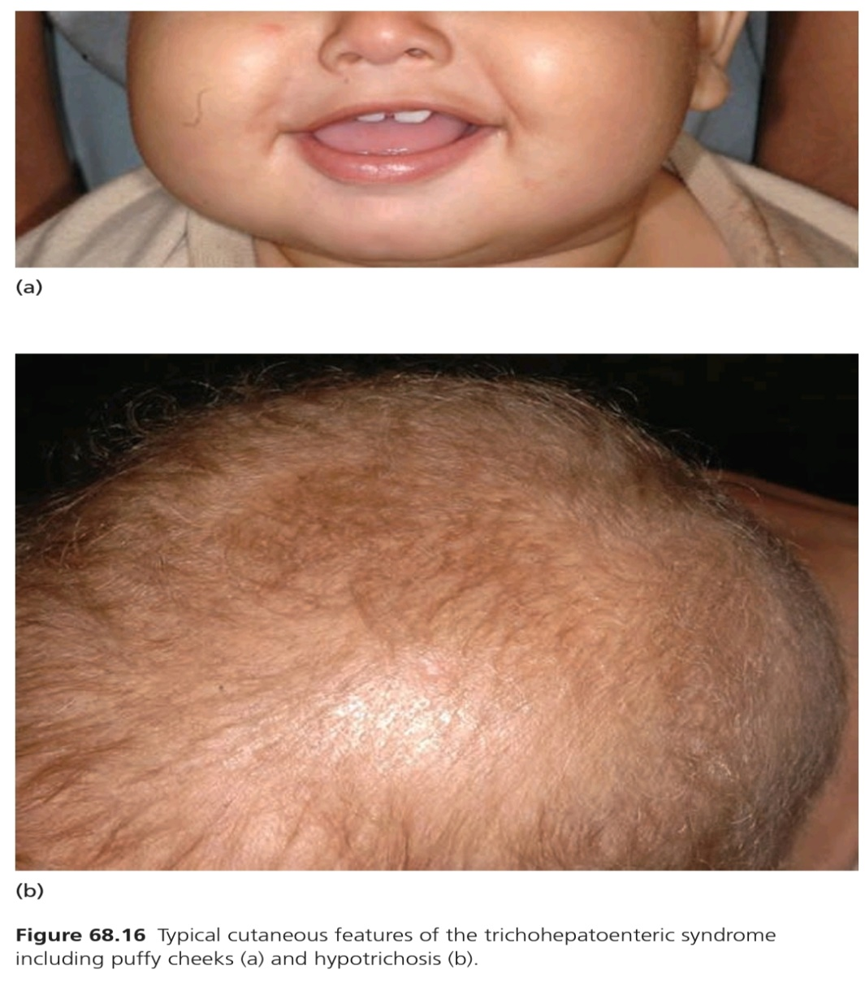 (a)
(b)
Figure 68.16 Typical cutaneous features of the trichohepatoenteric syndrome
including puffy cheeks (a) and hypotrichosis (b).